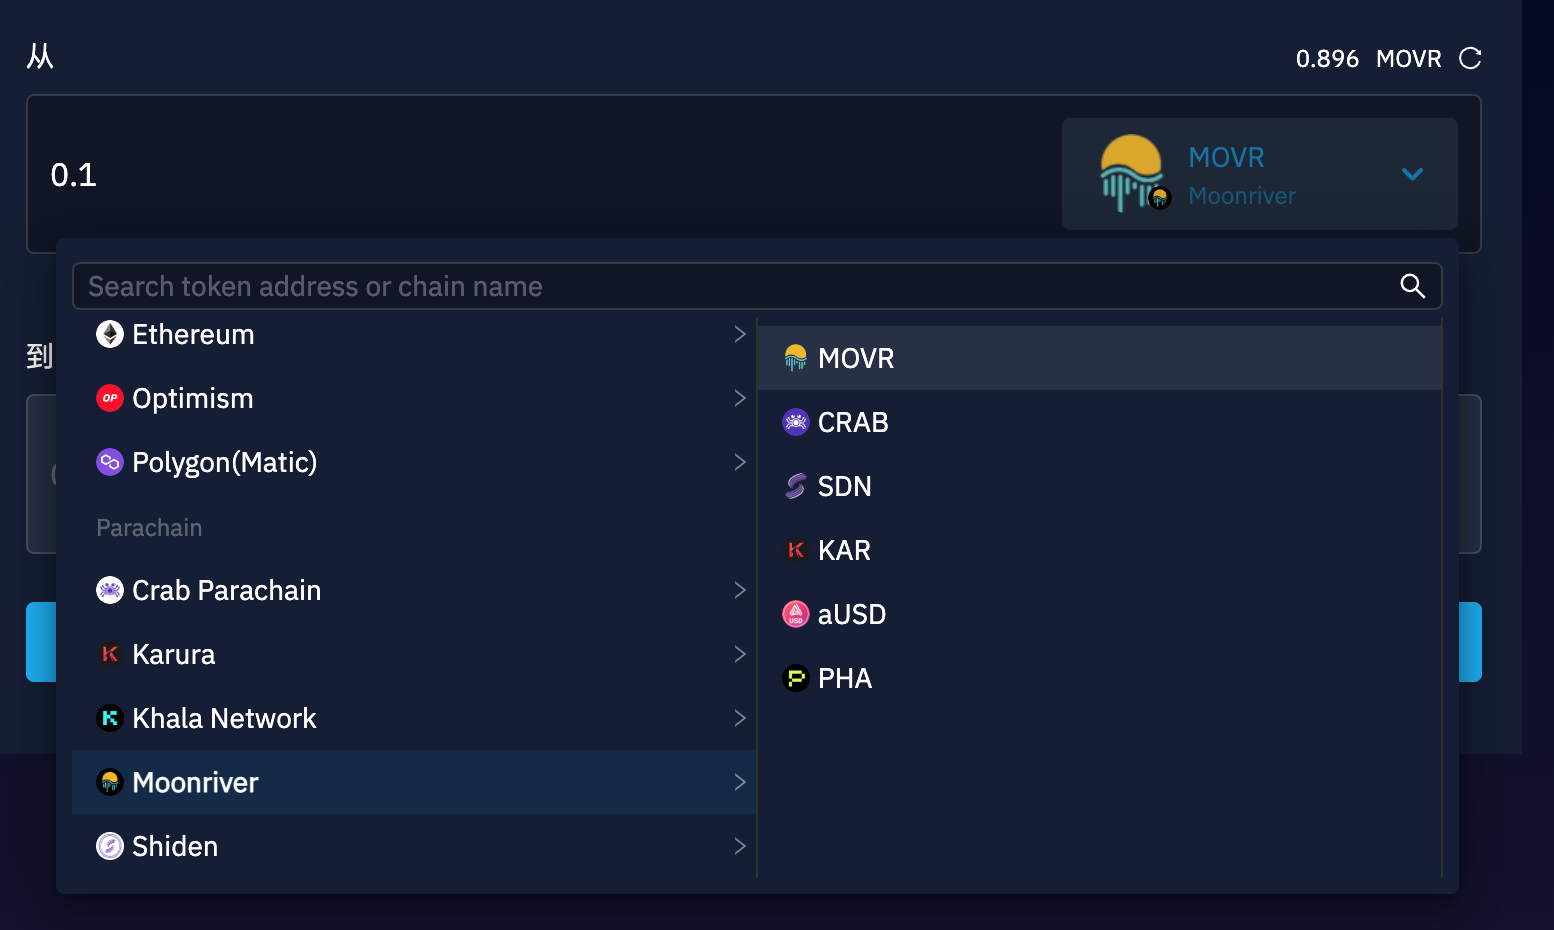 从
0.896 MOVR
0.1
MOVR
Moonriver
Search token address or chain name
到
Ethereum
Optimism
Polygon(Matic)
Parachain
Crab Parachain
Karura
Khala Network
Moonriver
Shiden
MOVR
CRAB
SDN
KAR
aUSD
PHA